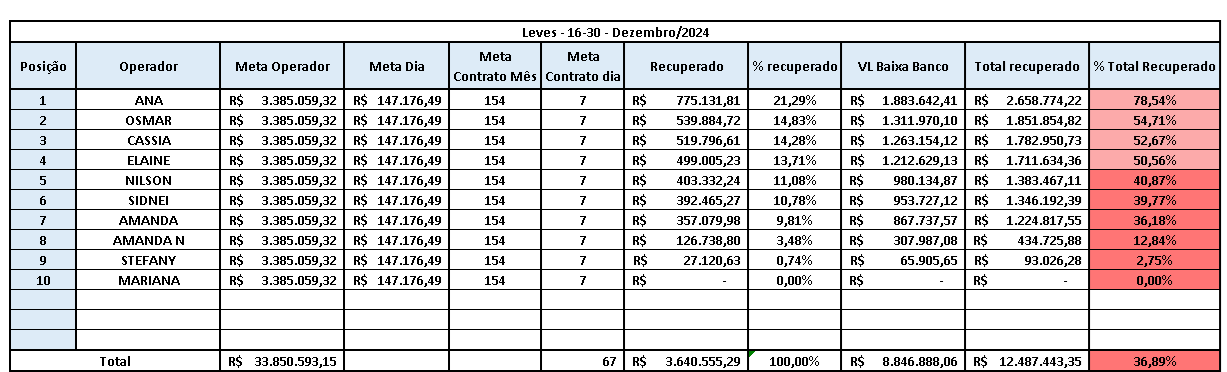 Leves - 16-30 - Dezembro/2024
Posição Operador Meta Operador Meta Dia Meta Contrato Mês Meta Contrato dia Recuperado % recuperado VL Baixa Banco Total recuperado % Total Recuperado
1 ANA R$ 3.385.059,32 R$ 147.176,49 154 7 R$ 775.131,81 21,29% R$ 1.883.642,41 R$ 2.658.774,22 78,54%
2 OSMAR R$ 3.385.059,32 R$ 147.176,49 154 7 R$ 539.884,72 14,83% R$ 1.311.970,10 R$ 1.851.854,82 54,71%
3 CASSIA R$ 3.385.059,32 R$ 147.176,49 154 7 R$ 519.796,61 14,28% R$ 1.263.154,12 R$ 1.782.950,73 52,67%
4 ELAINE R$ 3.385.059,32 R$ 147.176,49 154 7 R$ 499.005,23 13,71% R$ 1.212.629,13 R$ 1.711.634,36 50,56%
5 NILSON R$ 3.385.059,32 R$ 147.176,49 154 7 R$ 403.332,24 11,08% R$ 980.134,87 R$ 1.383.467,11 40,87%
6 SIDNEI R$ 3.385.059,32 R$ 147.176,49 154 7 R$ 392.465,27 10,78% R$ 953.727,12 R$ 1.346.192,39 39,77%
7 AMANDA R$ 3.385.059,32 R$ 147.176,49 154 7 R$ 357.079,98 9,81% R$ 867.737,57 R$ 1.224.817,55 36,18%
8 AMANDA N R$ 3.385.059,32 R$ 147.176,49 154 7 R$ 126.738,80 3,48% R$ 307.987,08 R$ 434.725,88 12,84%
9 STEFANY R$ 3.385.059,32 R$ 147.176,49 154 7 R$ 27.120,63 0,74% R$ 65.905,65 R$ 93.026,28 2,75%
10 MARIANA R$ 3.385.059,32 R$ 147.176,49 154 7 R$ - 0,00% R$ - R$ - 0,00%
Total R$ 33.850.593,15 67 R$ 3.640.555,29 100,00% R$ 8.846.888,06 R$ 12.487.443,35 36,89%